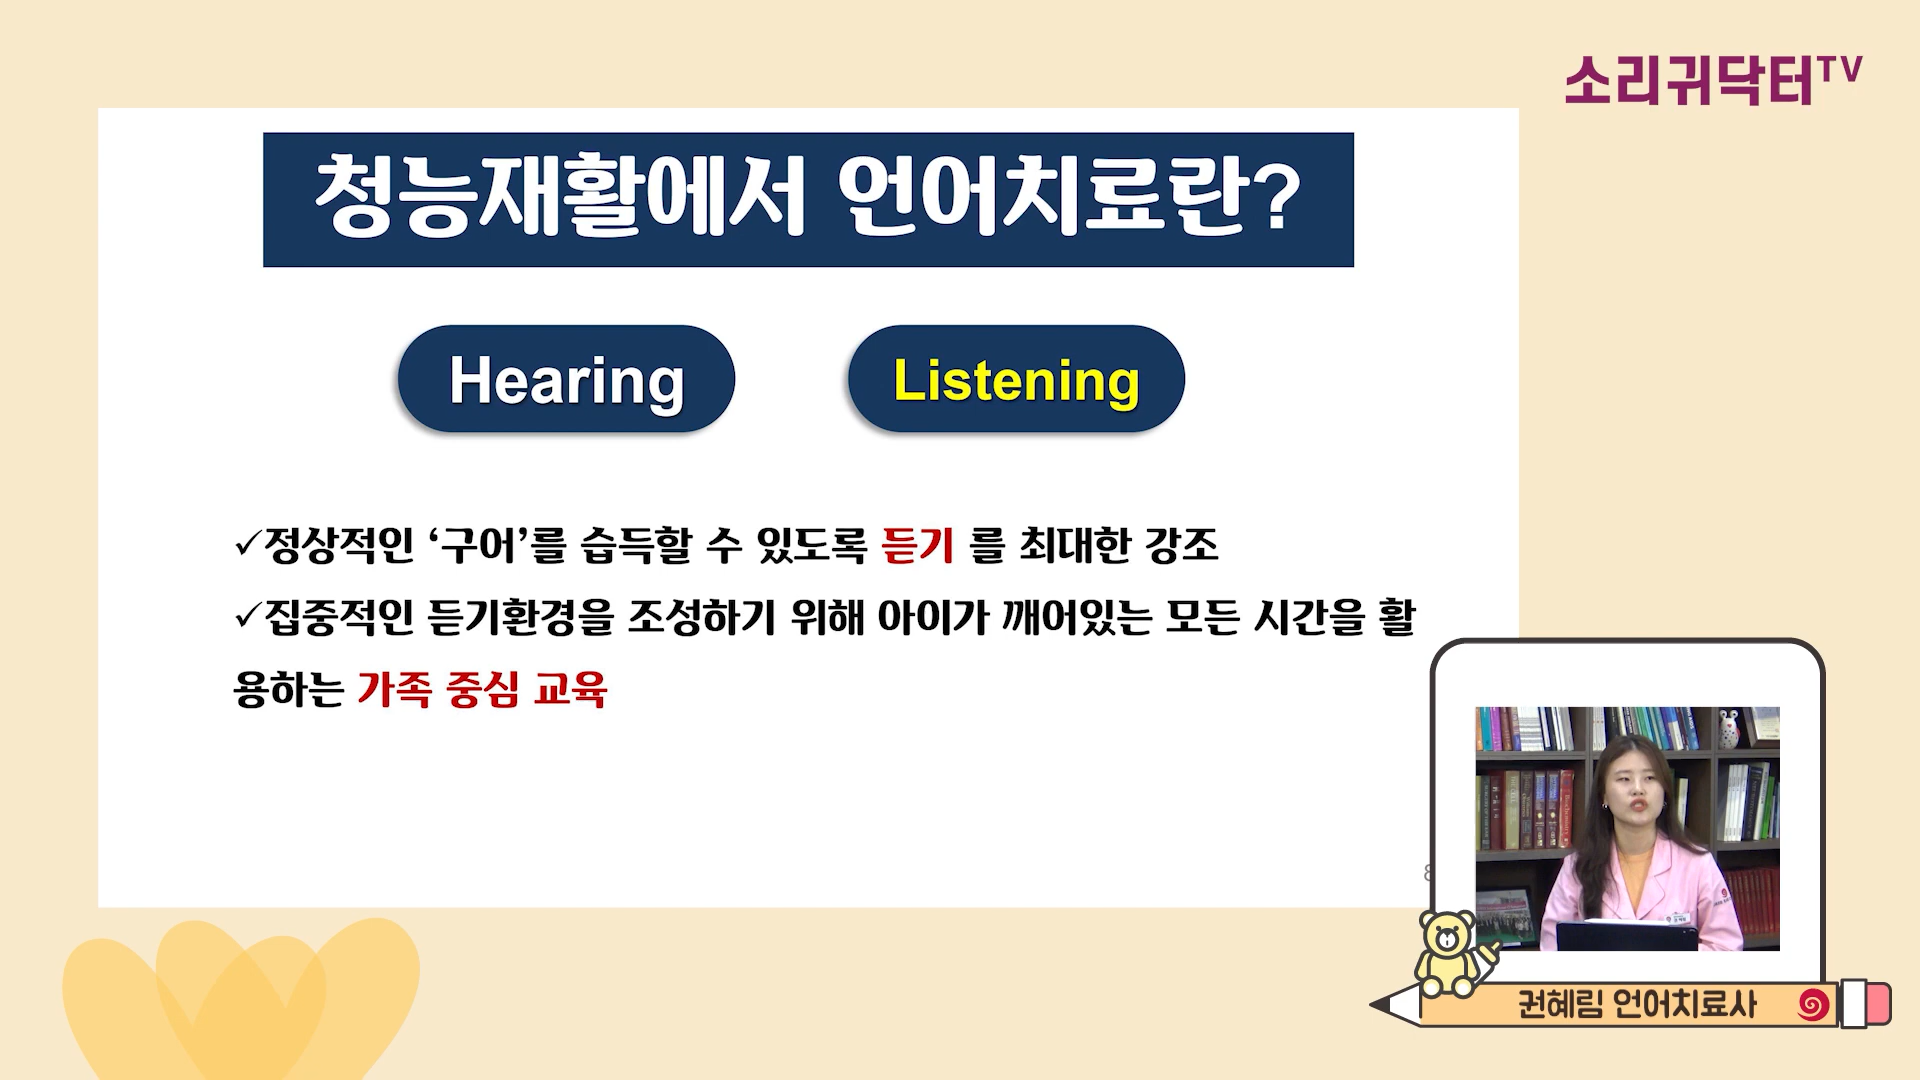 소리귀닥터TV
청능재활에서 언어치료란?
Hearing
Listening
✓정상적인 ‘구어’를 습득할 수 있도록 듣기 를 최대한 강조
✓집중적인 듣기환경을 조성하기 위해 아이가 깨어있는 모든 시간을 활
용하는 가족 중심 교육
권혜림 언어치료사